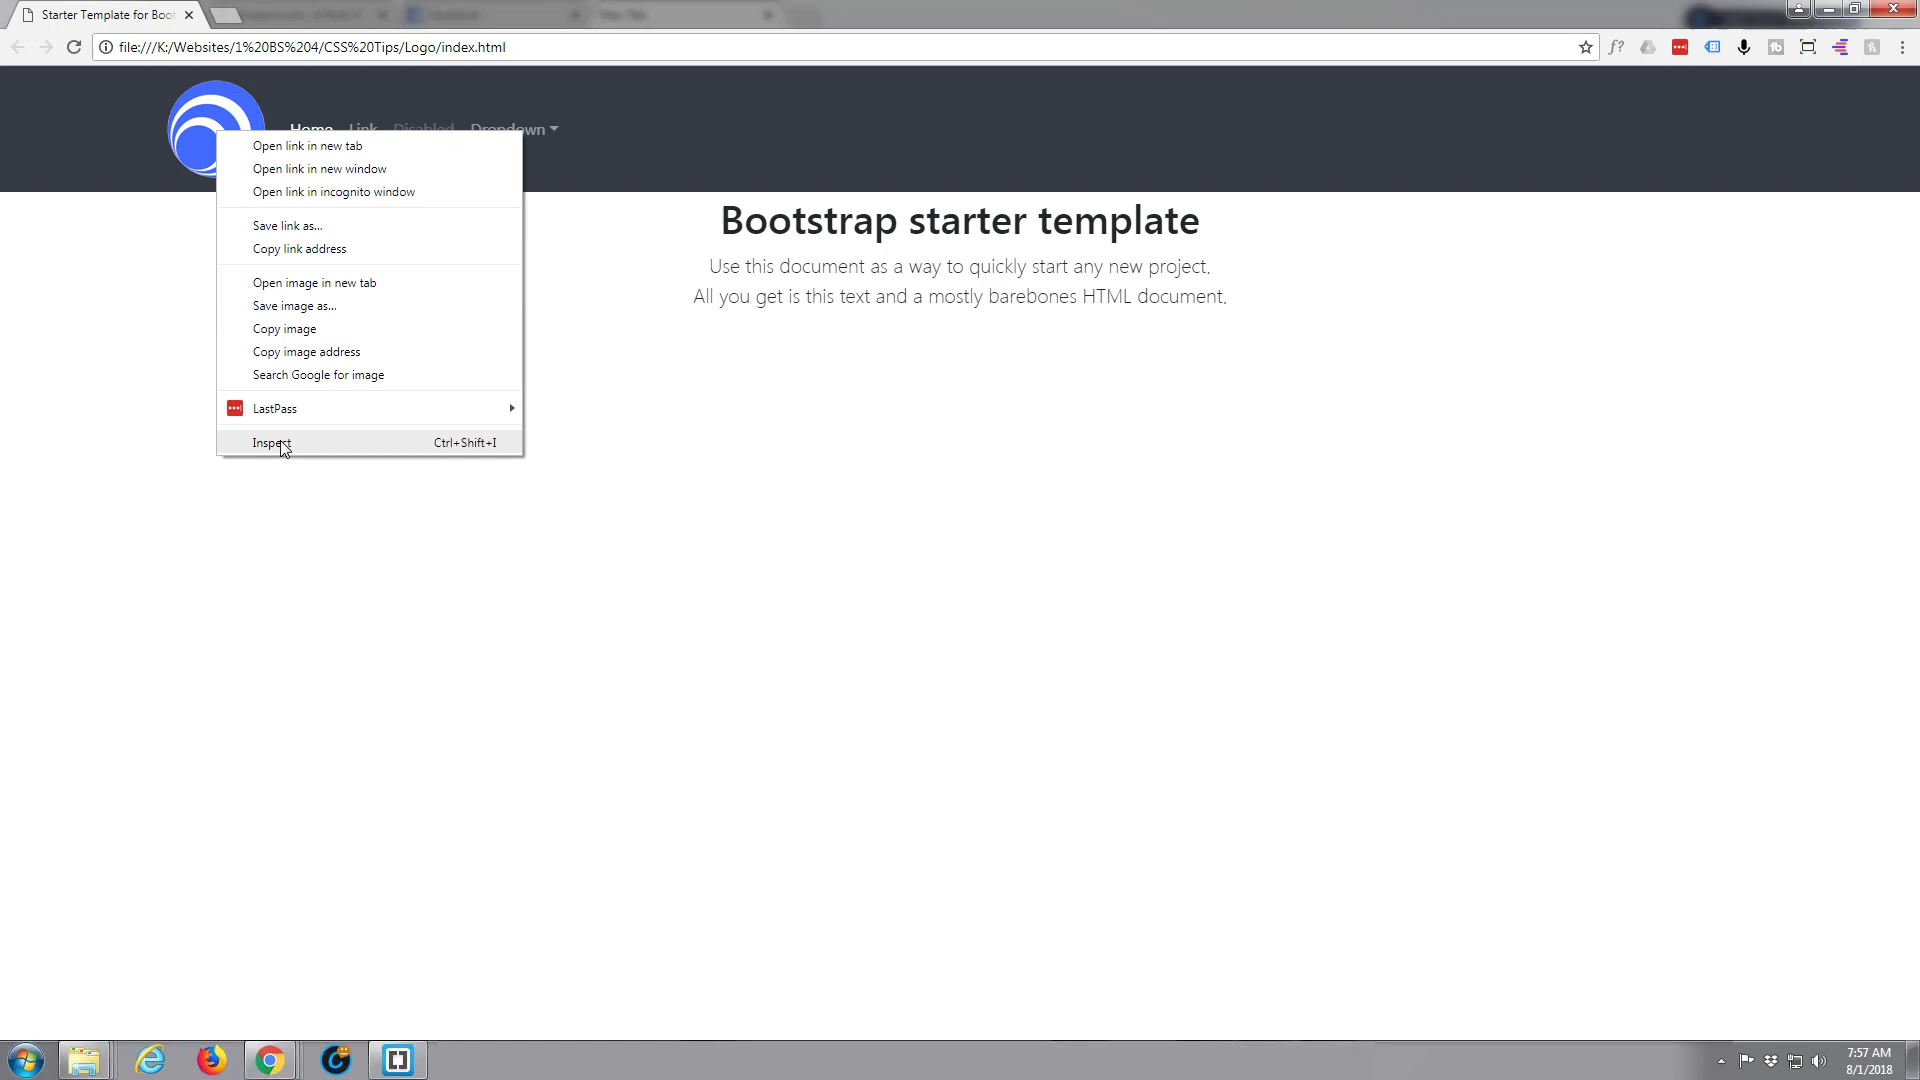 Starter Template for Boot
file:///K:/Websites/1%20BS%204/CSS%20Tips/Logo/index.html
f?
Home Link Disabled Dropdown
Open link in new tab
Open link in new window
Open link in incognito window
Save link as...
Copy link address
Open image in new tab
Save image as...
Copy image
Copy image address
Search Google for image
LastPass
Inspect Ctrl+Shift+I
Bootstrap starter template
Use this document as a way to quickly start any new project.
All you get is this text and a mostly barebones HTML document.
7:57 AM
8/1/2018